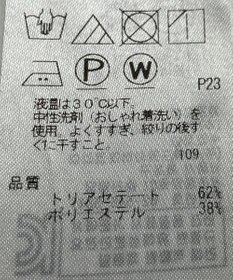 P W
P23
液温は30℃以下。
中性洗剤(おしゃれ着洗い)を
使用。よくすすぎ、絞りの後す
ぐに干すこと。
109
品質
トリアセテート 62%
ポリエステル 38%